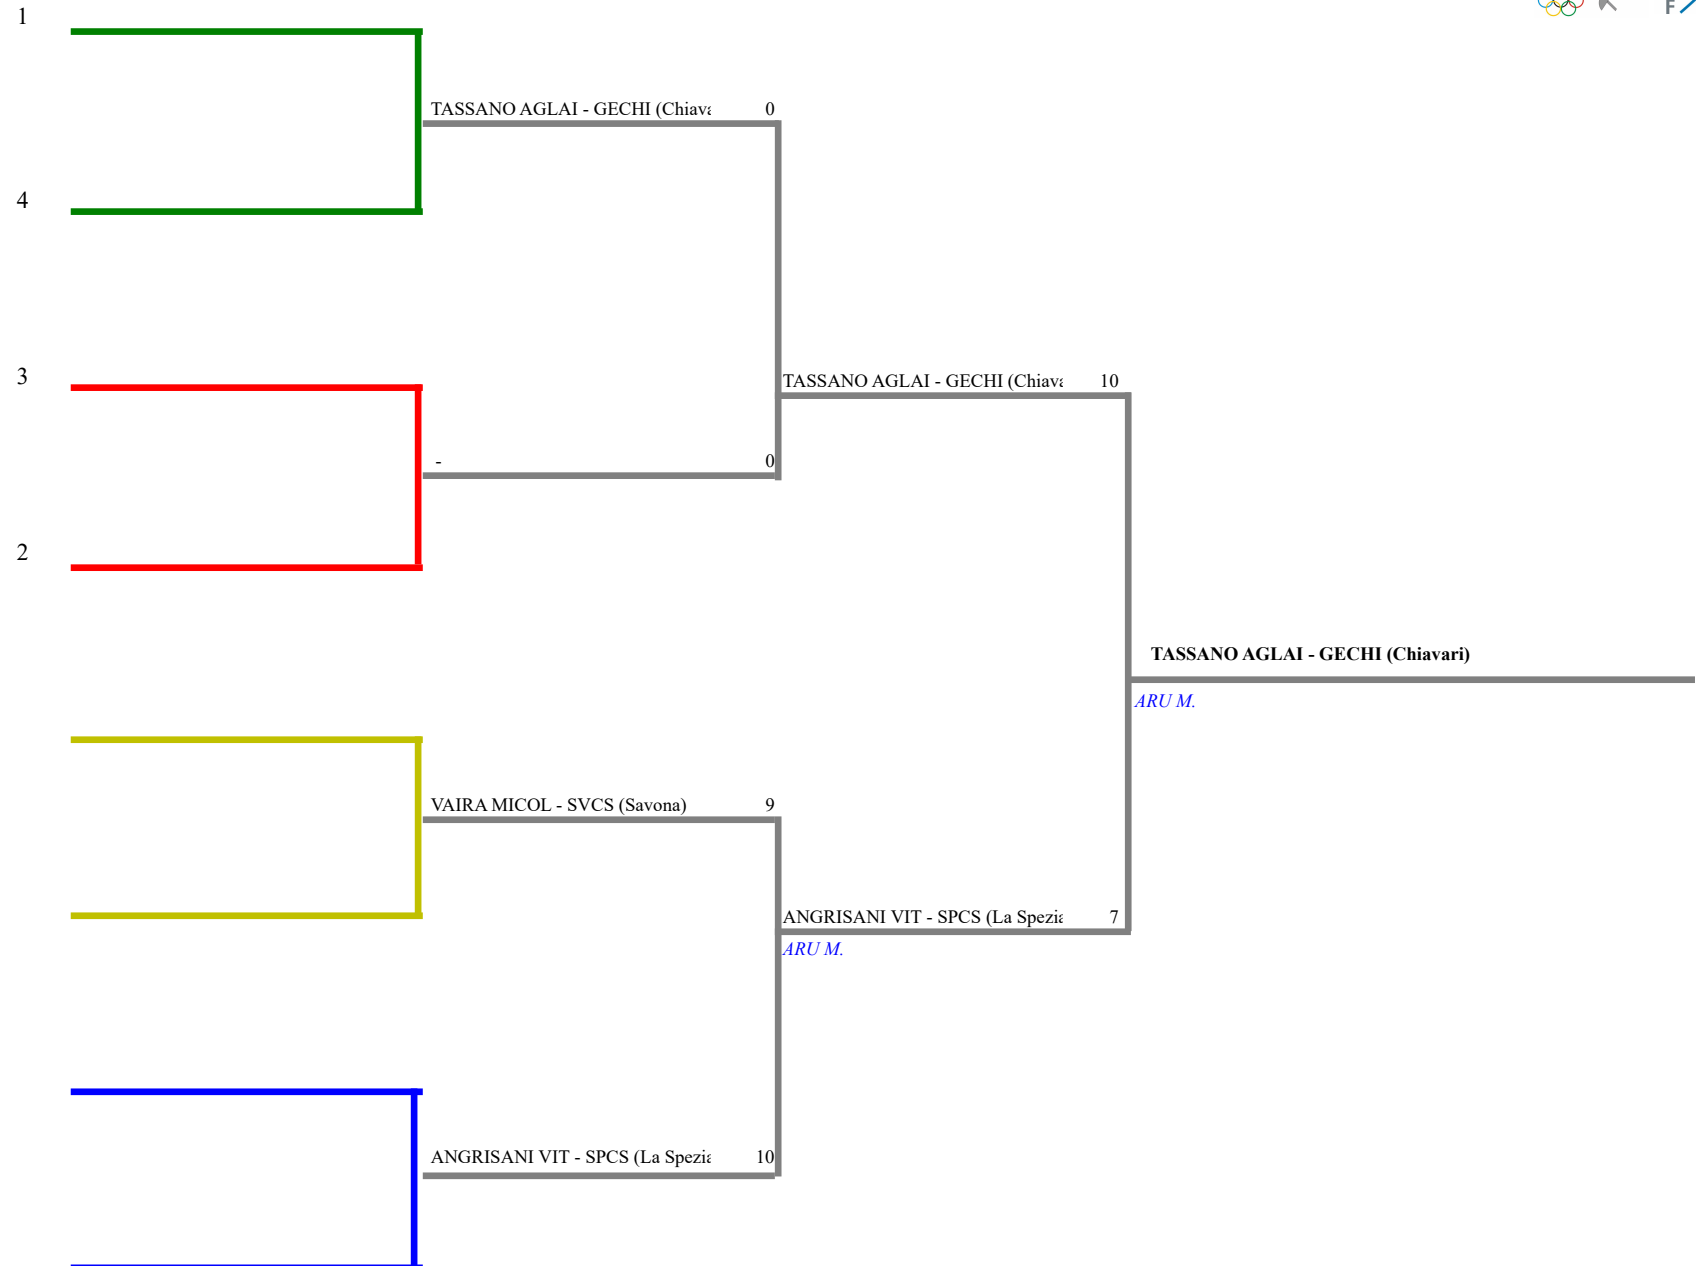 1
F
TASSANO AGLAI - GECHI (Chiava 0
4
3
TASSANO AGLAI - GECHI (Chiava 10
- 0
2
TASSANO AGLAI - GECHI (Chiavari)
ARU M.
VAIRA MICOL - SVCS (Savona) 9
ANGRISANI VIT - SPCS (La Spezia 7
ARU M.
ANGRISANI VIT - SPCS (La Spezia 10